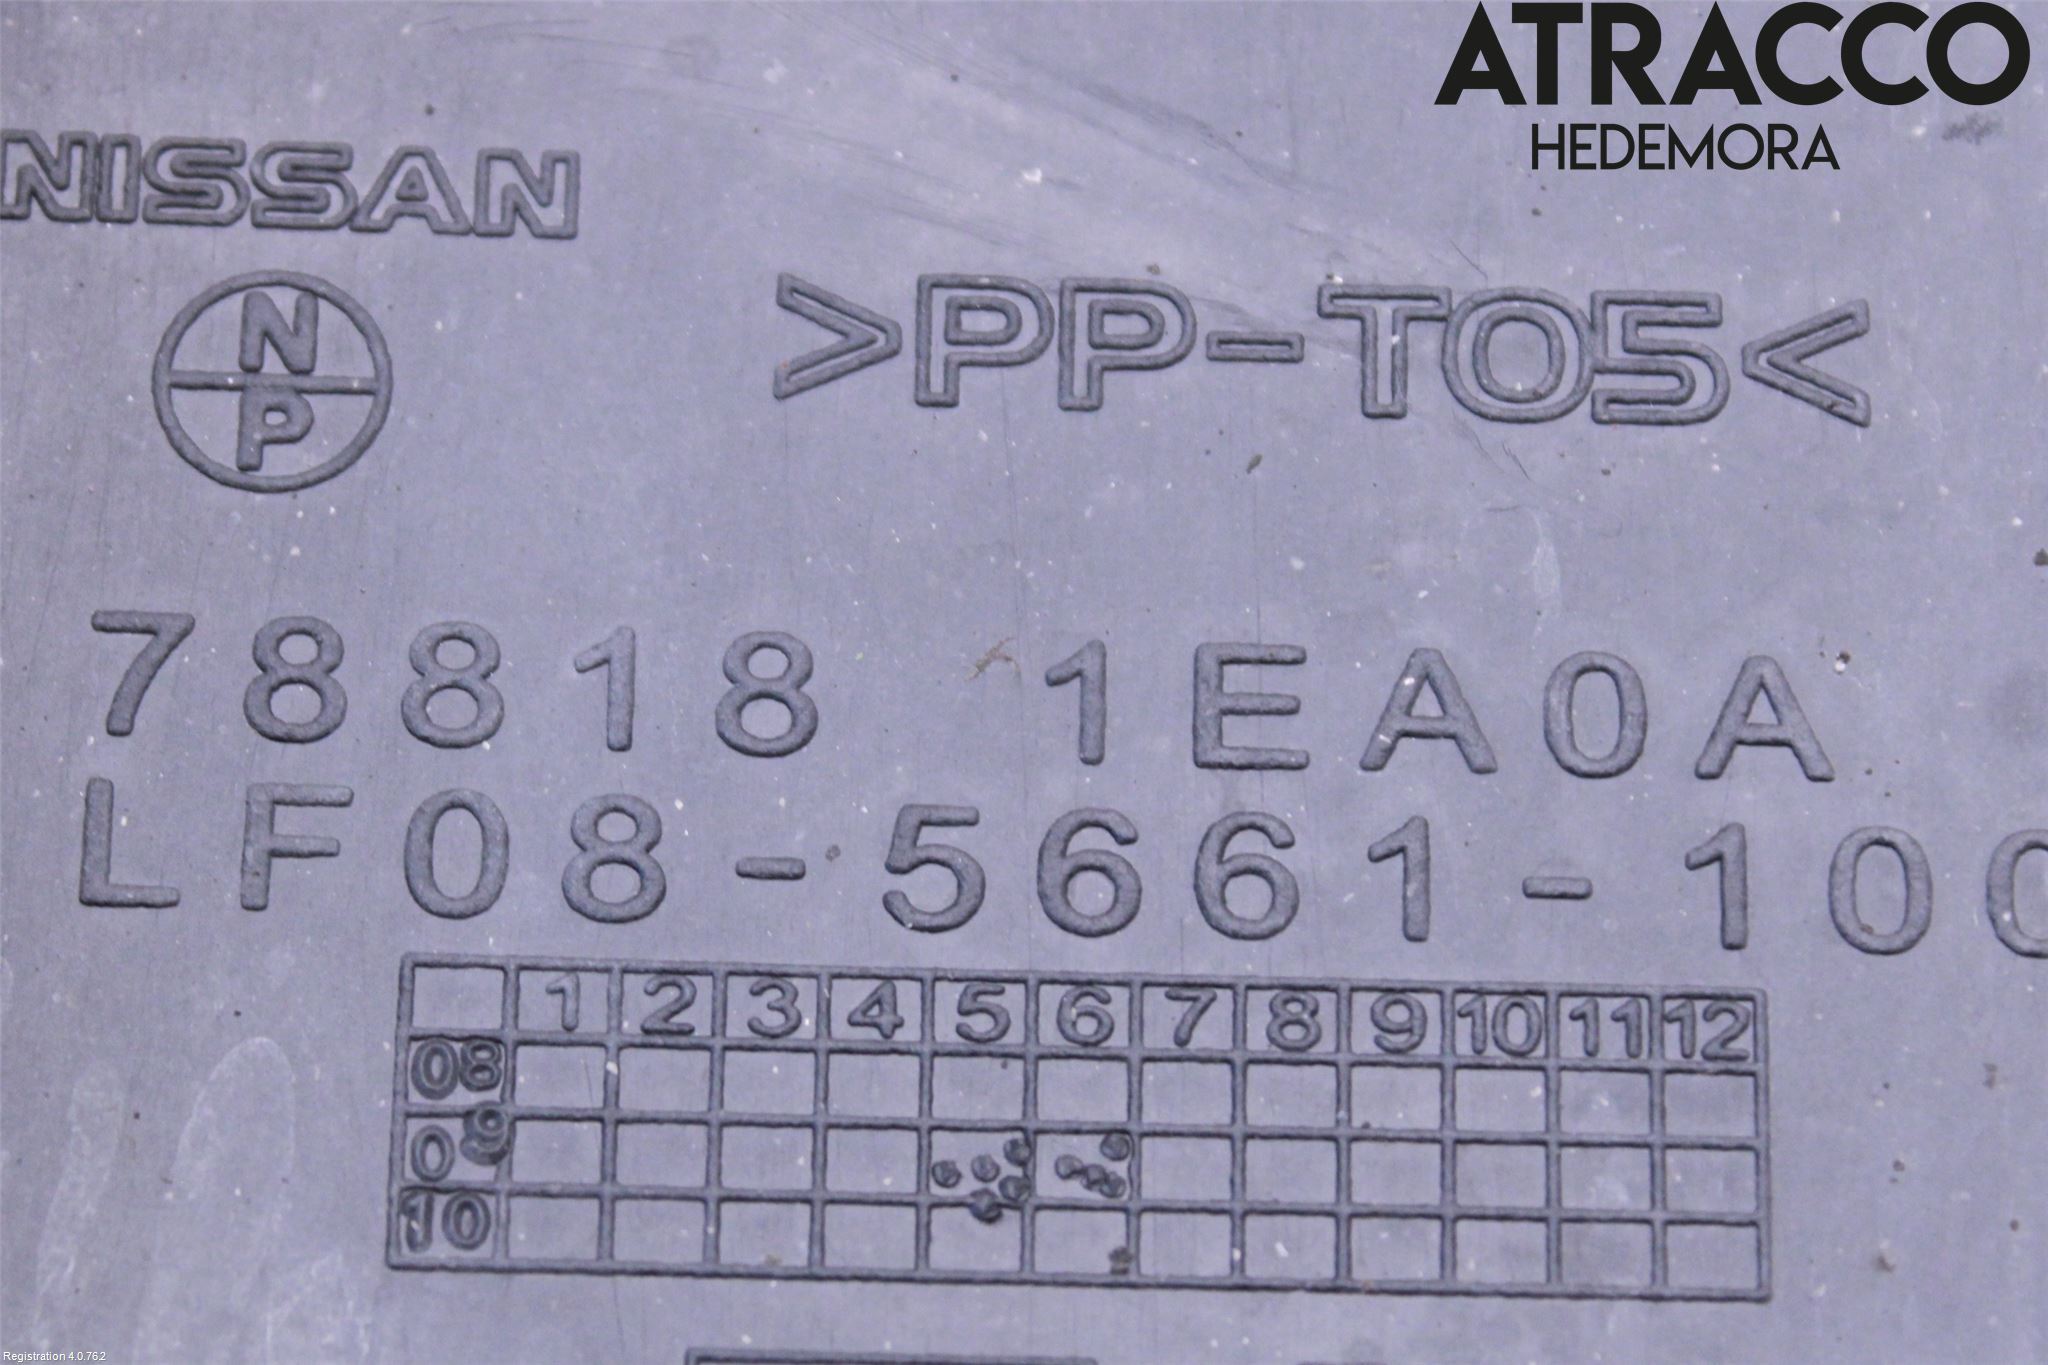 ATRACCO
HEDEMORA
NISSAN
N
P
>PP-TO5<
78818 1EA0A
LF08-5661-100
1 2 3 4 5 6 7 8 9 10 11 12
08
09
10
Registration 4.0.762